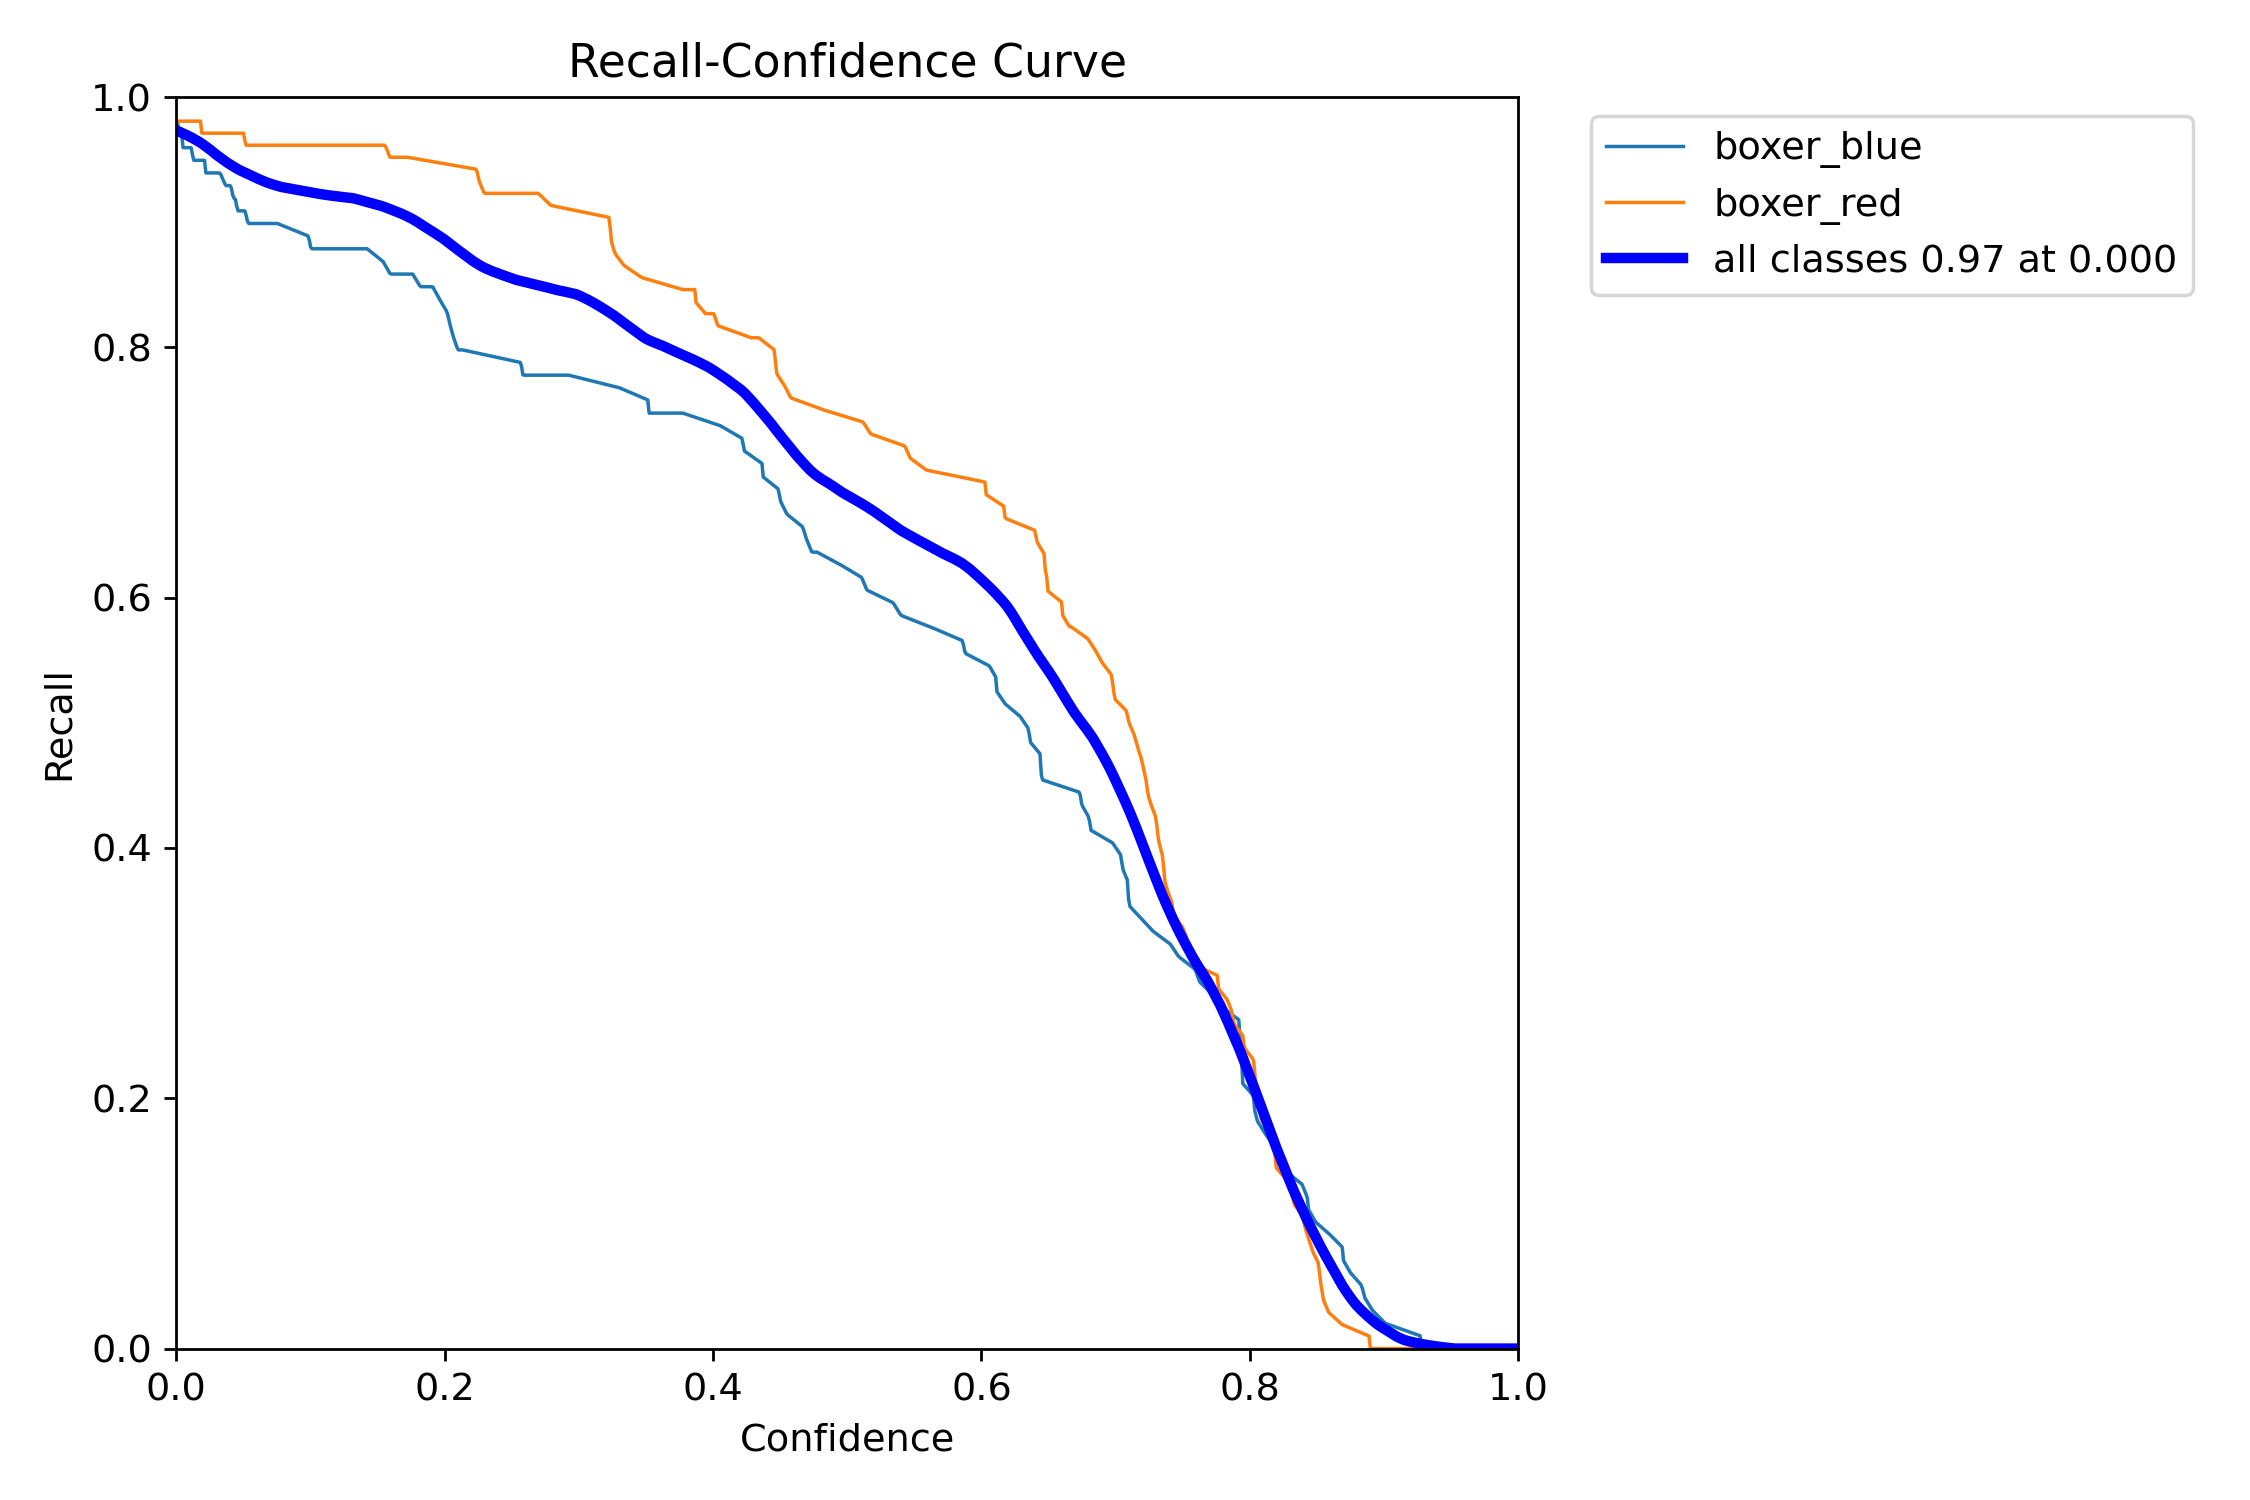 Recall-Confidence Curve
1.0
0.8
0.6
0.4
0.2
0.0
Recall
0.0 0.2 0.4 0.6 0.8 1.0
Confidence
boxer_blue
boxer_red
all classes 0.97 at 0.000